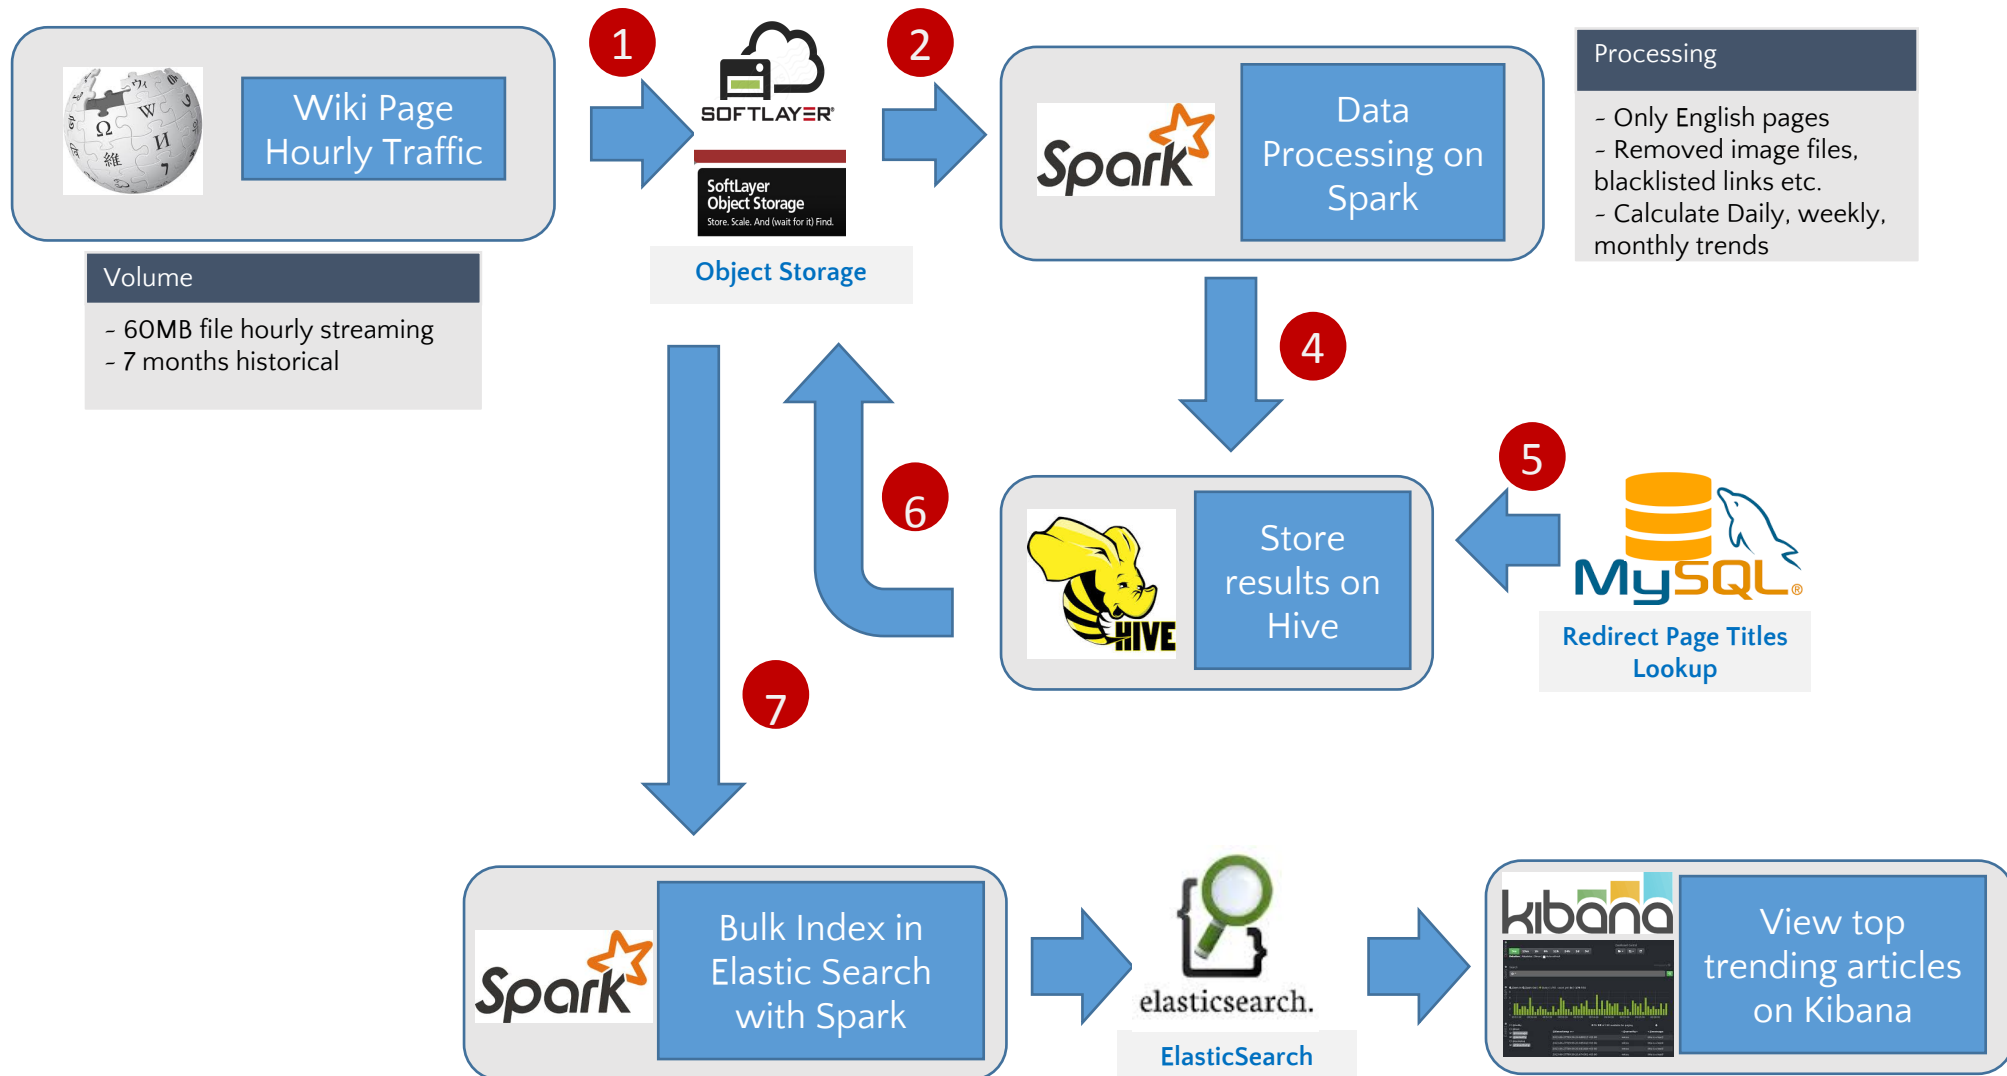 1
2
Wiki Page
Hourly Traffic
SOFTLAYER®
SoftLayer
Object Storage
Store. Scale. And (wait for it) Find.
Object Storage
Spark
Data
Processing on
Spark
Processing
- Only English pages
- Removed image files,
blacklisted links etc.
- Calculate Daily, weekly,
monthly trends
Volume
- 60MB file hourly streaming
- 7 months historical
4
5
6
HIVE
Store
results on
Hive
MySQL®
Redirect Page Titles
Lookup
7
Spark
Bulk Index in
Elastic Search
with Spark
elasticsearch.
ElasticSearch
kibana
View top
trending articles
on Kibana